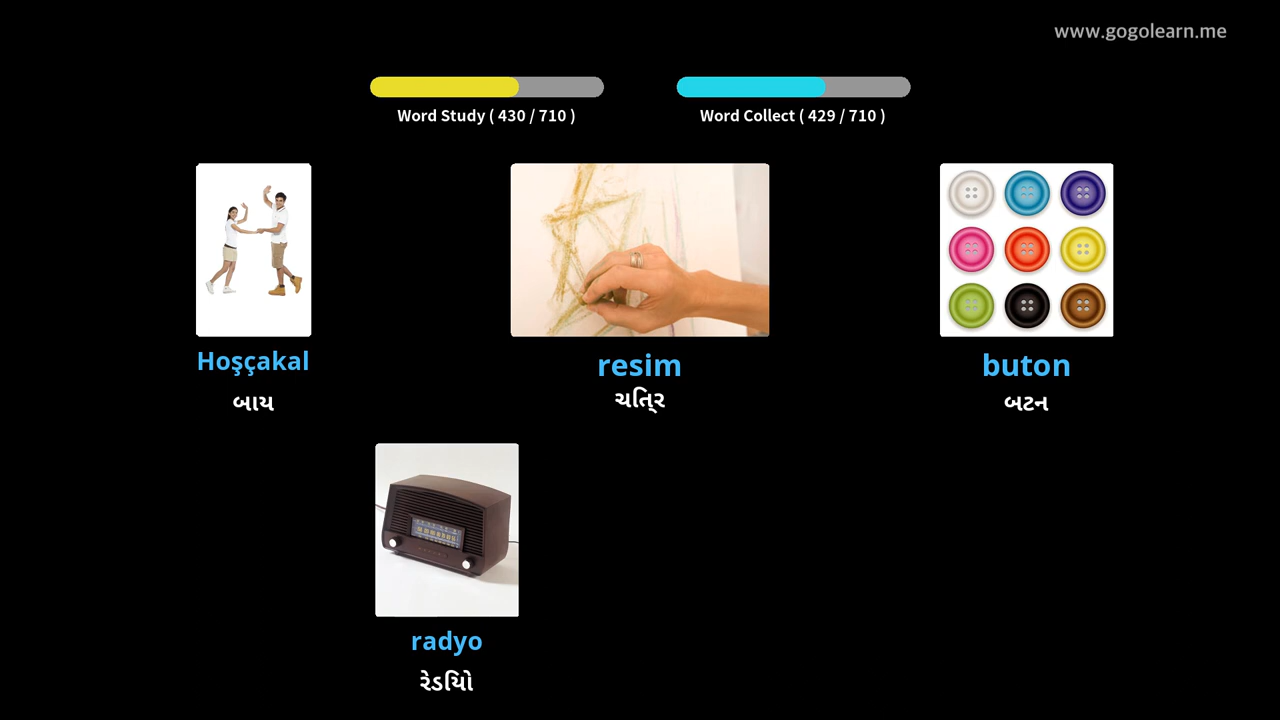 www.gogolearn.me
Word Study ( 430 / 710 )
Word Collect ( 429 / 710 )
Hoşçakal
resim
buton
બાય
ચિત્ર
બટન
radyo
રેડિયો